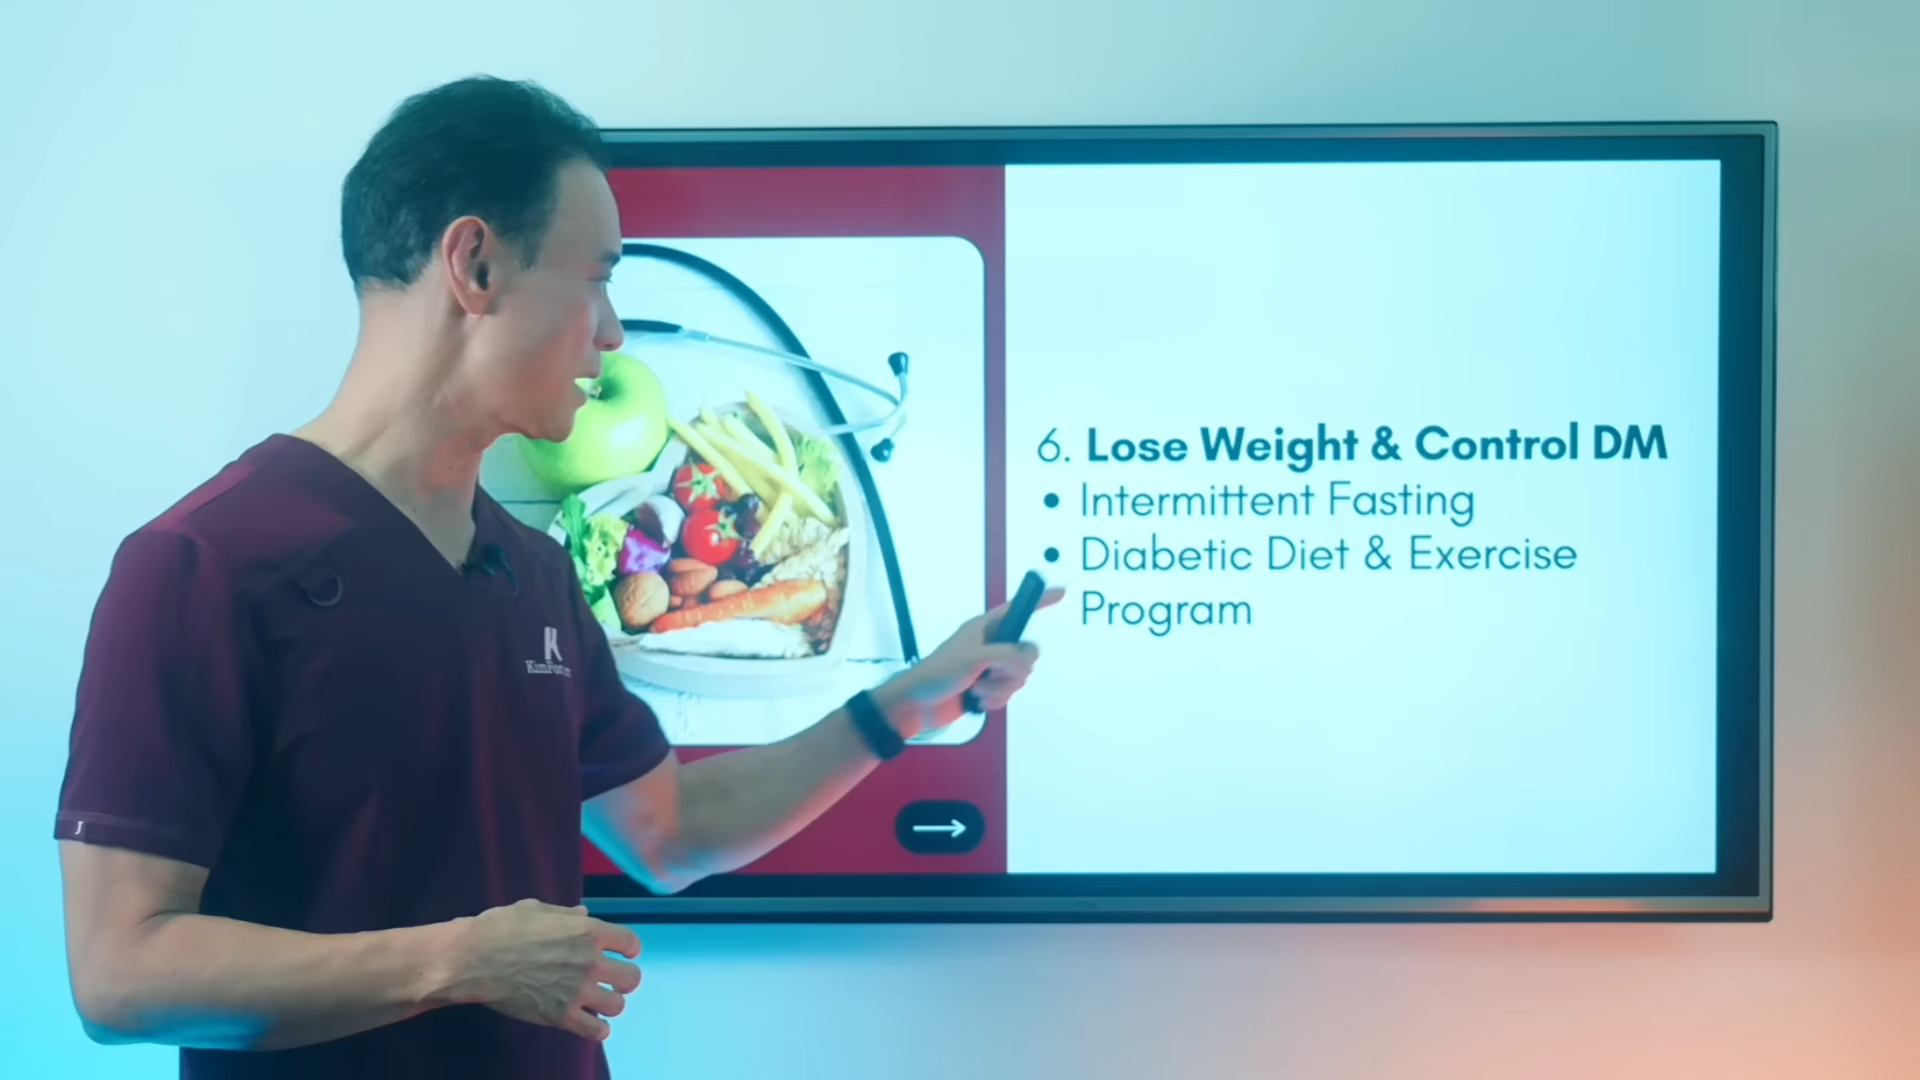 6. Lose Weight & Control DM
• Intermittent Fasting
• Diabetic Diet & Exercise
Program
K
J